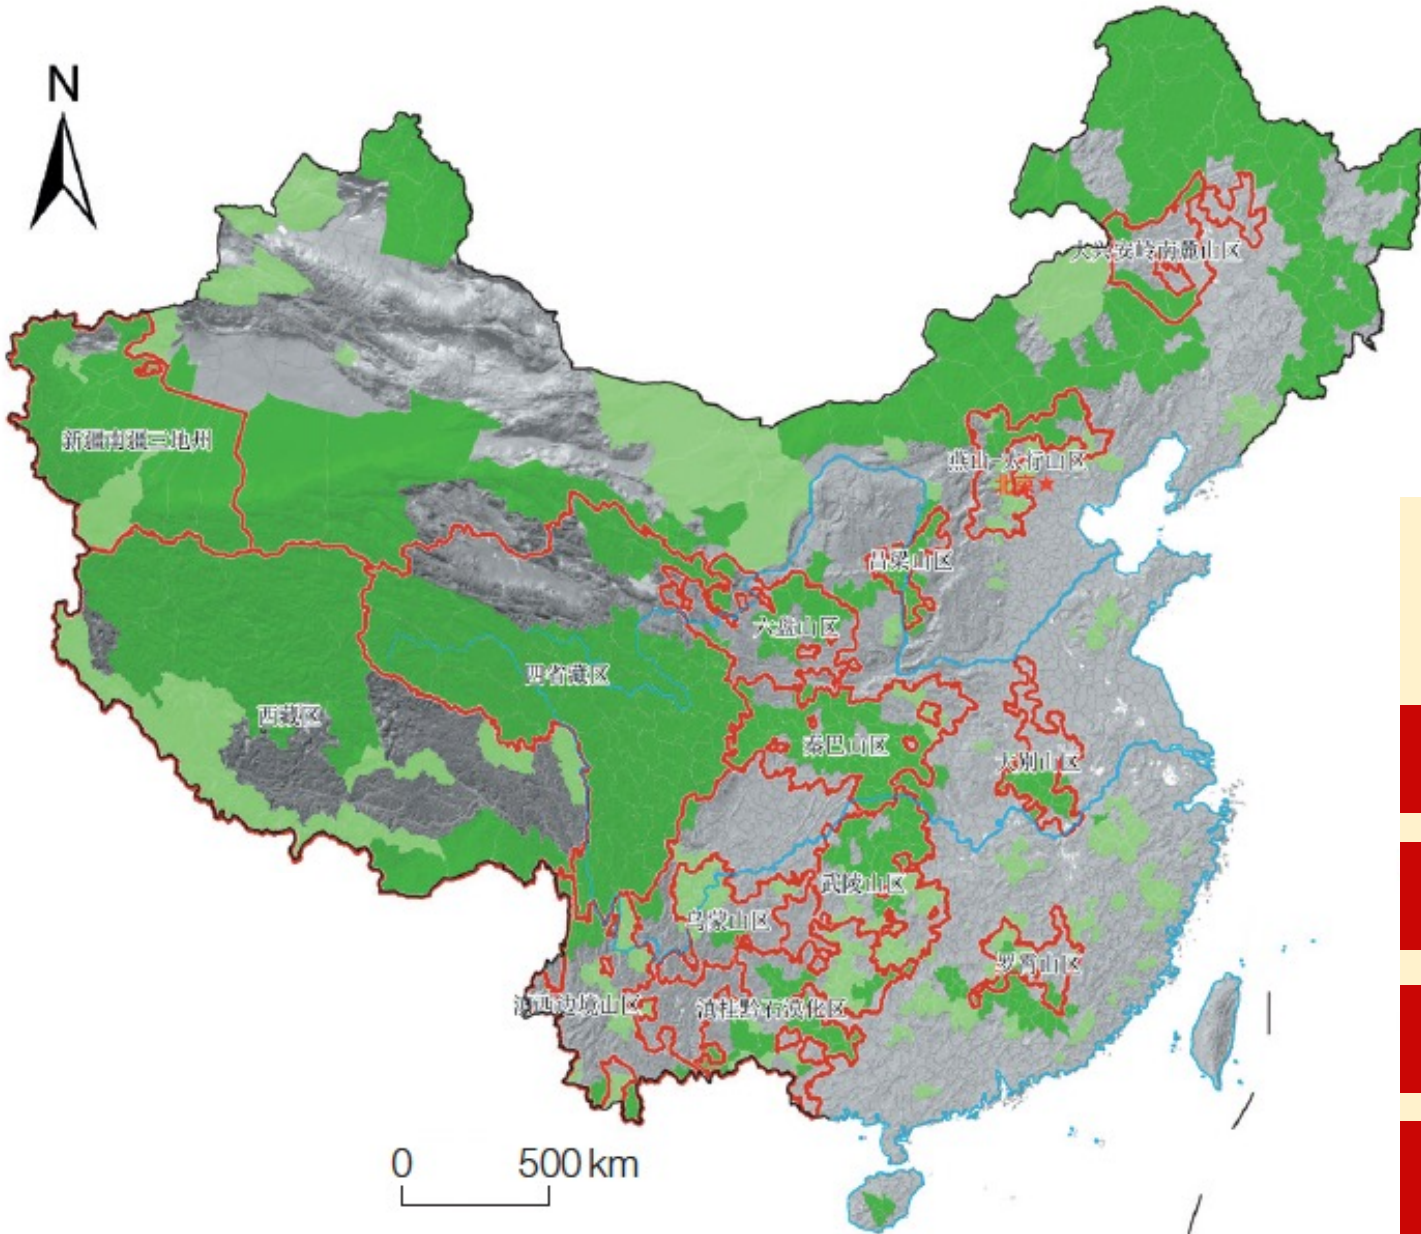 N
大兴安岭南麓山区
新疆南疆三地州
燕山-太行山区
北京
吕梁山区
六盘山区
四省藏区
西藏区
秦巴山区
大别山区
武陵山区
乌蒙山区
罗霄山区
滇西边境山区
滇桂黔石漠化区
0 500 km